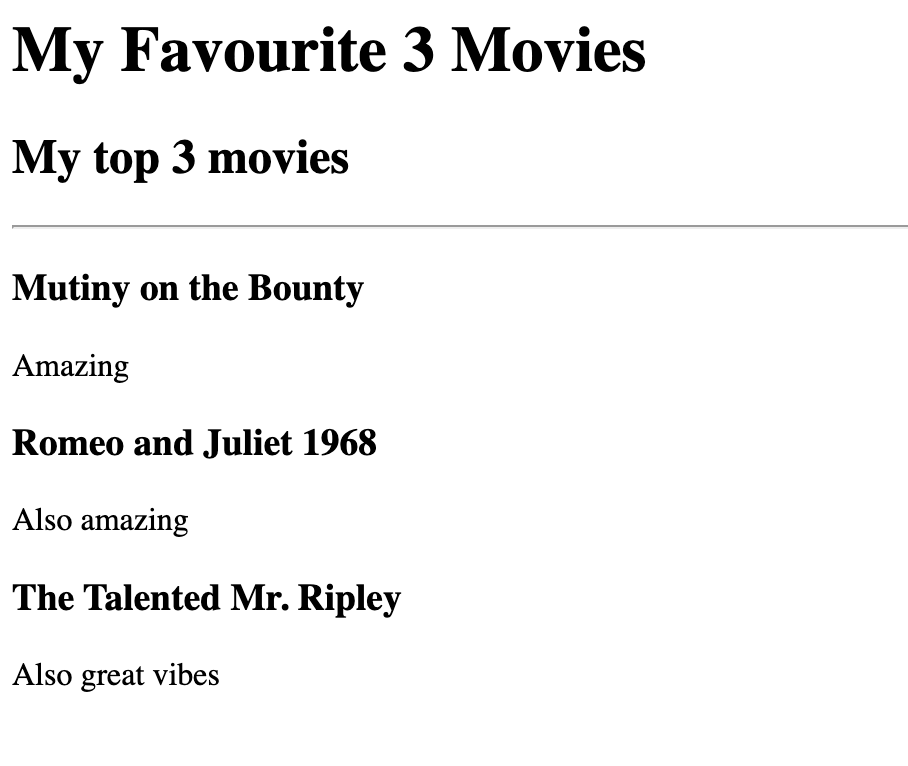 My Favourite 3 Movies
My top 3 movies
Mutiny on the Bounty
Amazing
Romeo and Juliet 1968
Also amazing
The Talented Mr. Ripley
Also great vibes